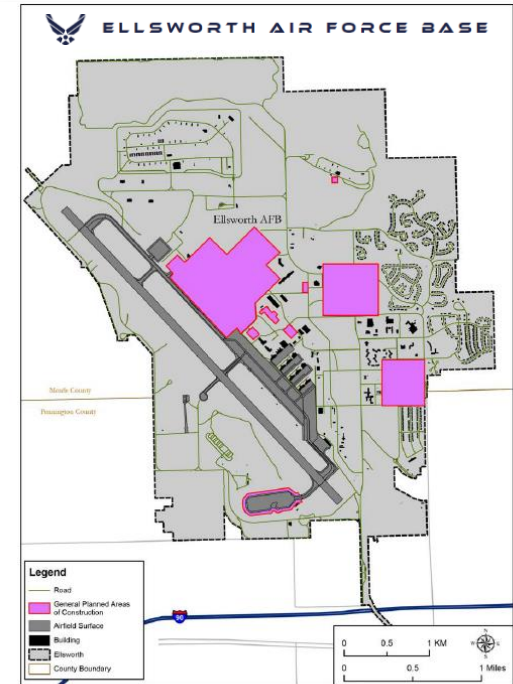 ELLSWORTH AIR FORCE BASE
Ellsworth AFB
Meade County
Pennington County
Legend
Road
General Planned Areas
of Construction
Airfield Surface
Building
Ellsworth
County Boundary
90
0 0.5 1 KM
0 0.5 1 Miles
N
W E
S